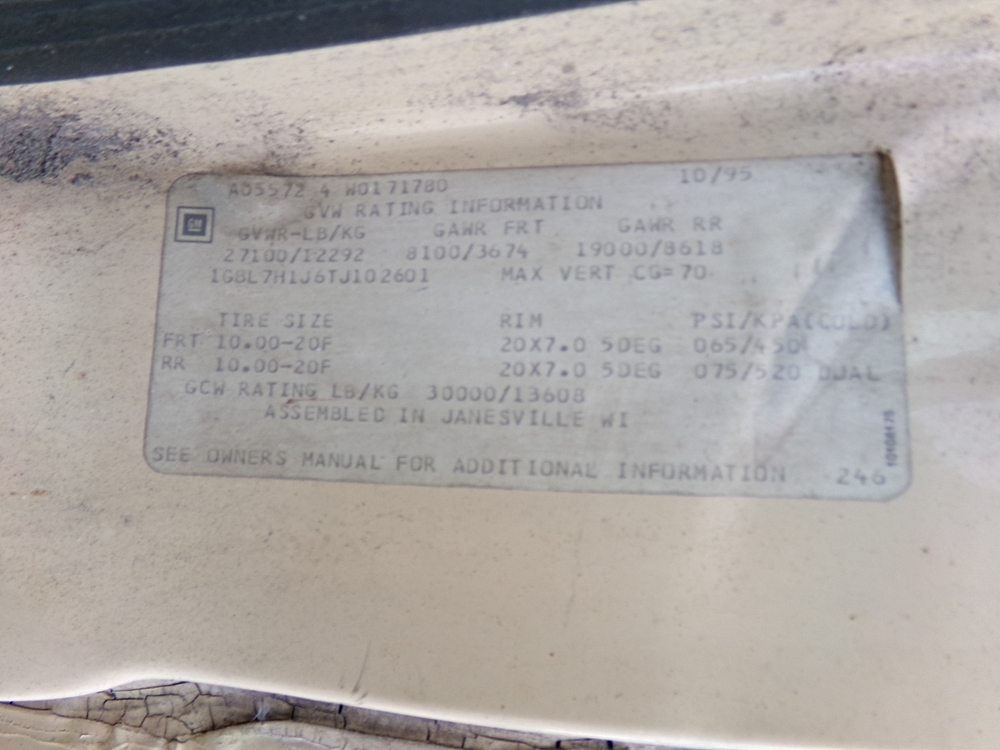 A05572 4 W0171780 10/95
GVW RATING INFORMATION
GM GVWR-LB/KG GAWR FRT GAWR RR
27100/12292 8100/3674 19000/8618
1GBL7H1J6TJ102601 MAX VERT CG=70
TIRE SIZE RIM PSI/KPA(COLD)
FRT 10.00-20F 20X7.0 5DEG 065/450
RR 10.00-20F 20X7.0 5DEG 075/520 DUAL
GCW RATING LB/KG 30000/13608
ASSEMBLED IN JANESVILLE WI
SEE OWNERS MANUAL FOR ADDITIONAL INFORMATION 246